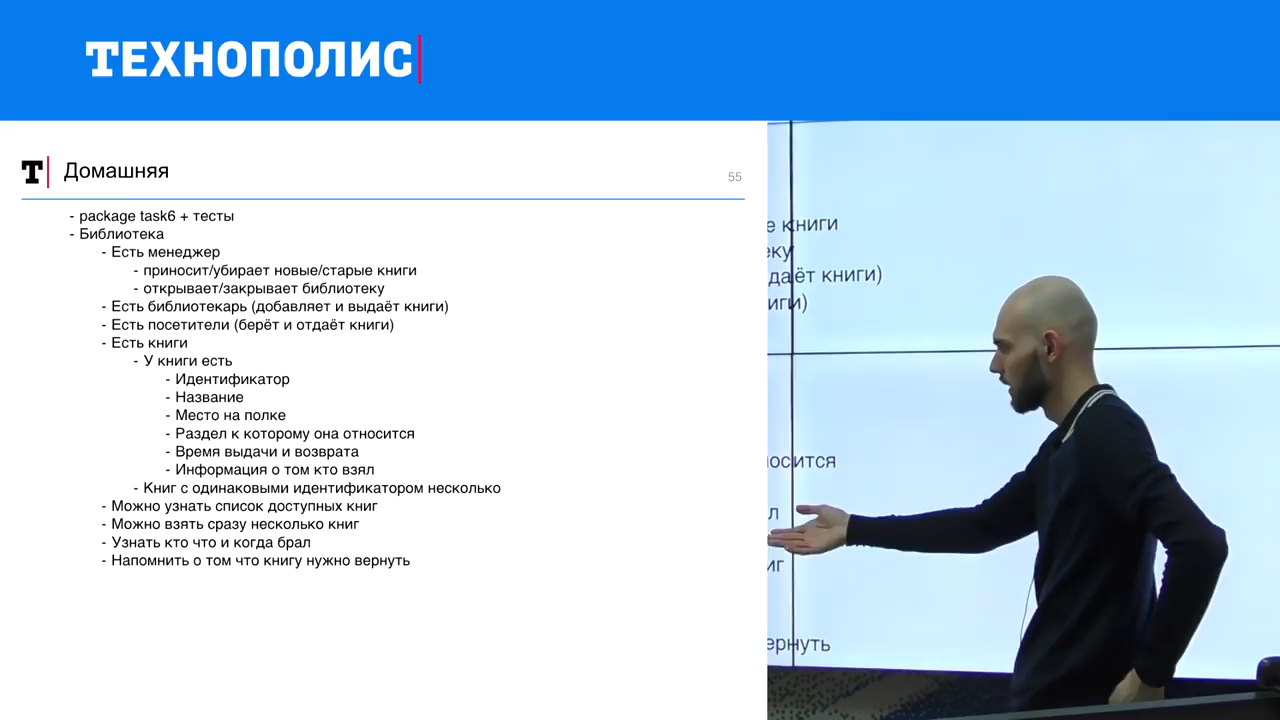 ТЕХНОПОЛИС
T
Домашняя
55
- package task6 + тесты
- Библиотека
- Есть менеджер
- приносит/убирает новые/старые книги
- открывает/закрывает библиотеку
- Есть библиотекарь (добавляет и выдаёт книги)
- Есть посетители (берёт и отдаёт книги)
- Есть книги
- У книги есть
- Идентификатор
- Название
- Место на полке
- Раздел к которому она относится
- Время выдачи и возврата
- Информация о том кто взял
- Книг с одинаковыми идентификатором несколько
- Можно узнать список доступных книг
- Можно взять сразу несколько книг
- Узнать кто что и когда брал
- Напомнить о том что книгу нужно вернуть
е книги
еку
даёт книги)
иги)
носится
л
иг
ернуть